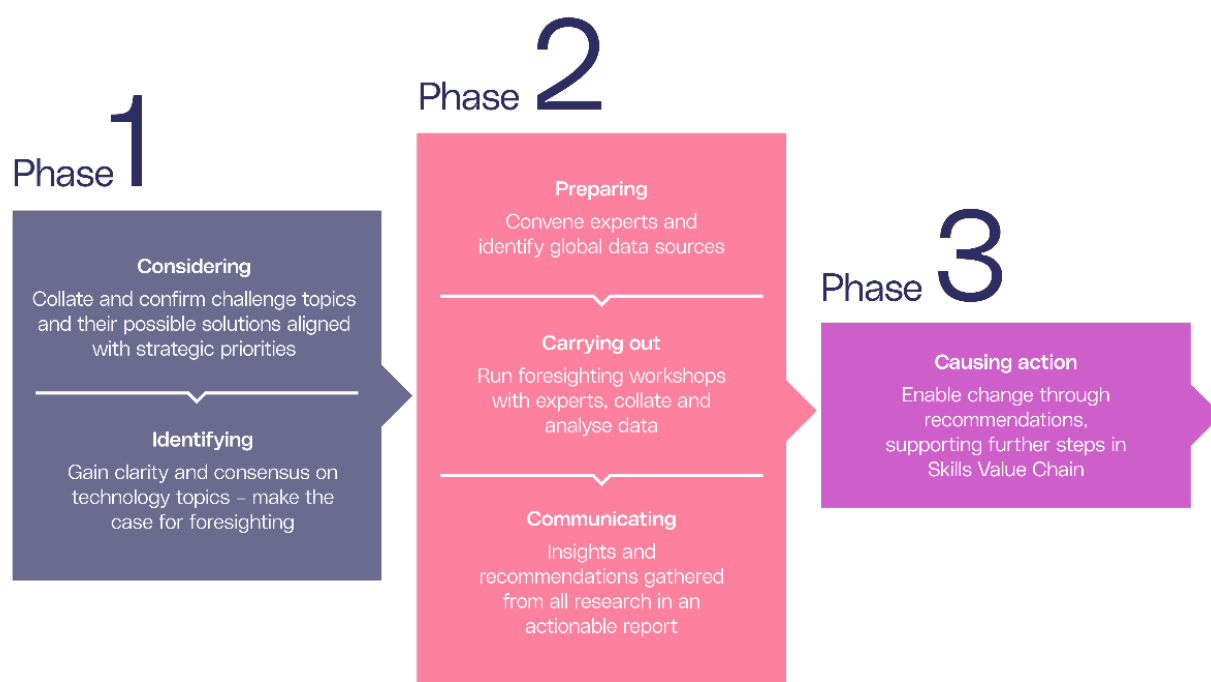 Phase 1
Considering
Collate and confirm challenge topics
and their possible solutions aligned
with strategic priorities
Identifying
Gain clarity and consensus on
technology topics – make the
case for foresighting
Phase 2
Preparing
Convene experts and
identify global data sources
Carrying out
Run foresighting workshops
with experts, collate and
analyse data
Communicating
Insights and
recommendations gathered
from all research in an
actionable report
Phase 3
Causing action
Enable change through
recommendations,
supporting further steps in
Skills Value Chain